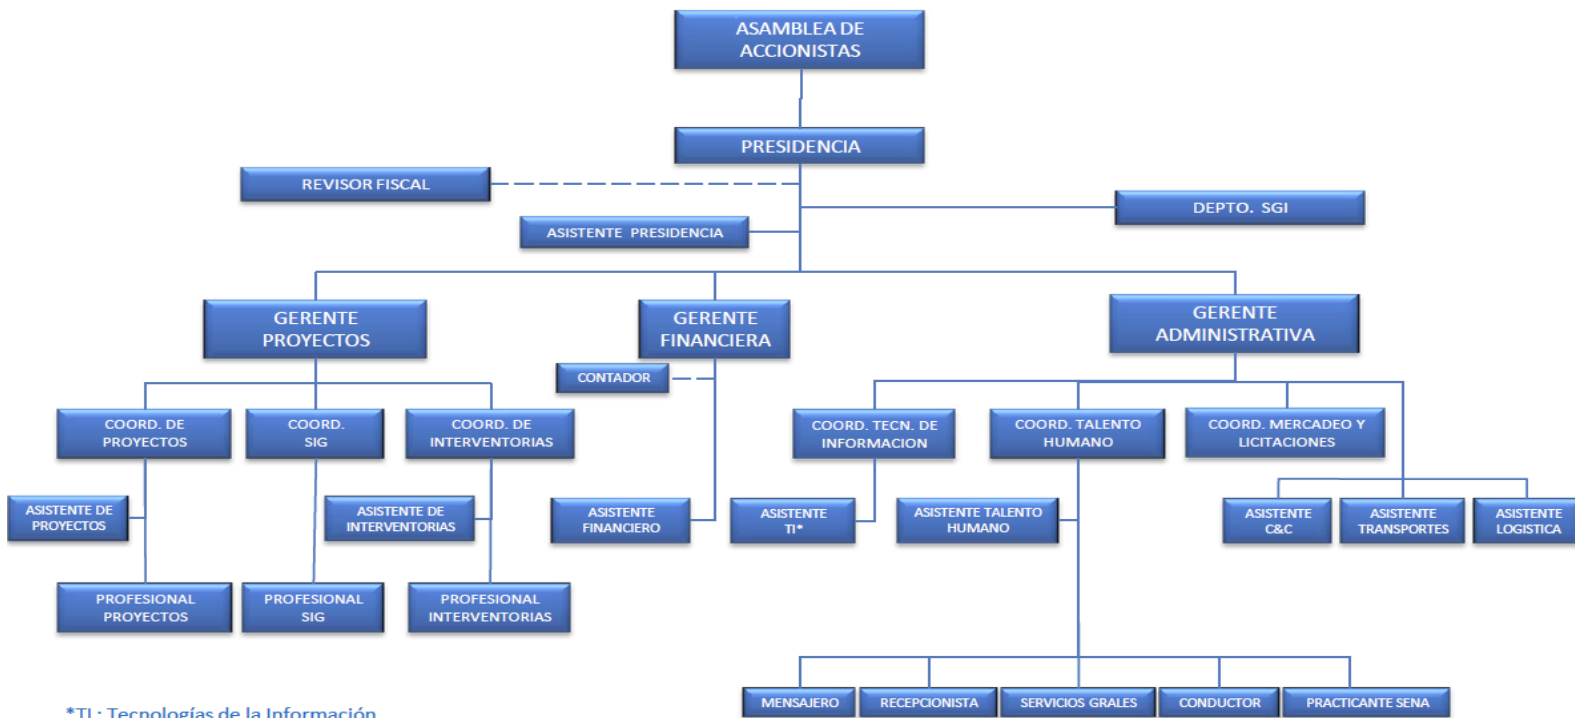 ASAMBLEA DE
ACCIONISTAS
PRESIDENCIA
REVISOR FISCAL
DEPTO. SGI
ASISTENTE PRESIDENCIA
GERENTE
PROYECTOS
GERENTE
FINANCIERA
GERENTE
ADMINISTRATIVA
CONTADOR
COORD. DE
PROYECTOS
COORD.
SIG
COORD. DE
INTERVENTORIAS
COORD. TECN. DE
INFORMACION
COORD. TALENTO
HUMANO
COORD. MERCADEO Y
LICITACIONES
ASISTENTE DE
PROYECTOS
ASISTENTE DE
INTERVENTORIAS
ASISTENTE
FINANCIERO
ASISTENTE
TI*
ASISTENTE TALENTO
HUMANO
ASISTENTE
C&C
ASISTENTE
TRANSPORTES
ASISTENTE
LOGISTICA
PROFESIONAL
PROYECTOS
PROFESIONAL
SIG
PROFESIONAL
INTERVENTORIAS
MENSAJERO
RECEPCIONISTA
SERVICIOS GRALES
CONDUCTOR
PRACTICANTE SENA
*TI.: Tecnologías de la Información